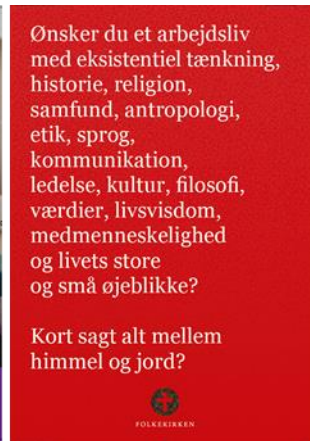 Ønsker du et arbejdsliv
med eksistentiel tænkning,
historie, religion,
samfund, antropologi,
etik, sprog,
kommunikation,
ledelse, kultur, filosofi,
værdier, livsvisdom,
medmenneskelighed
og livets store
og små øjeblikke?
Kort sagt alt mellem
himmel og jord?
FOLKEKIRKEN